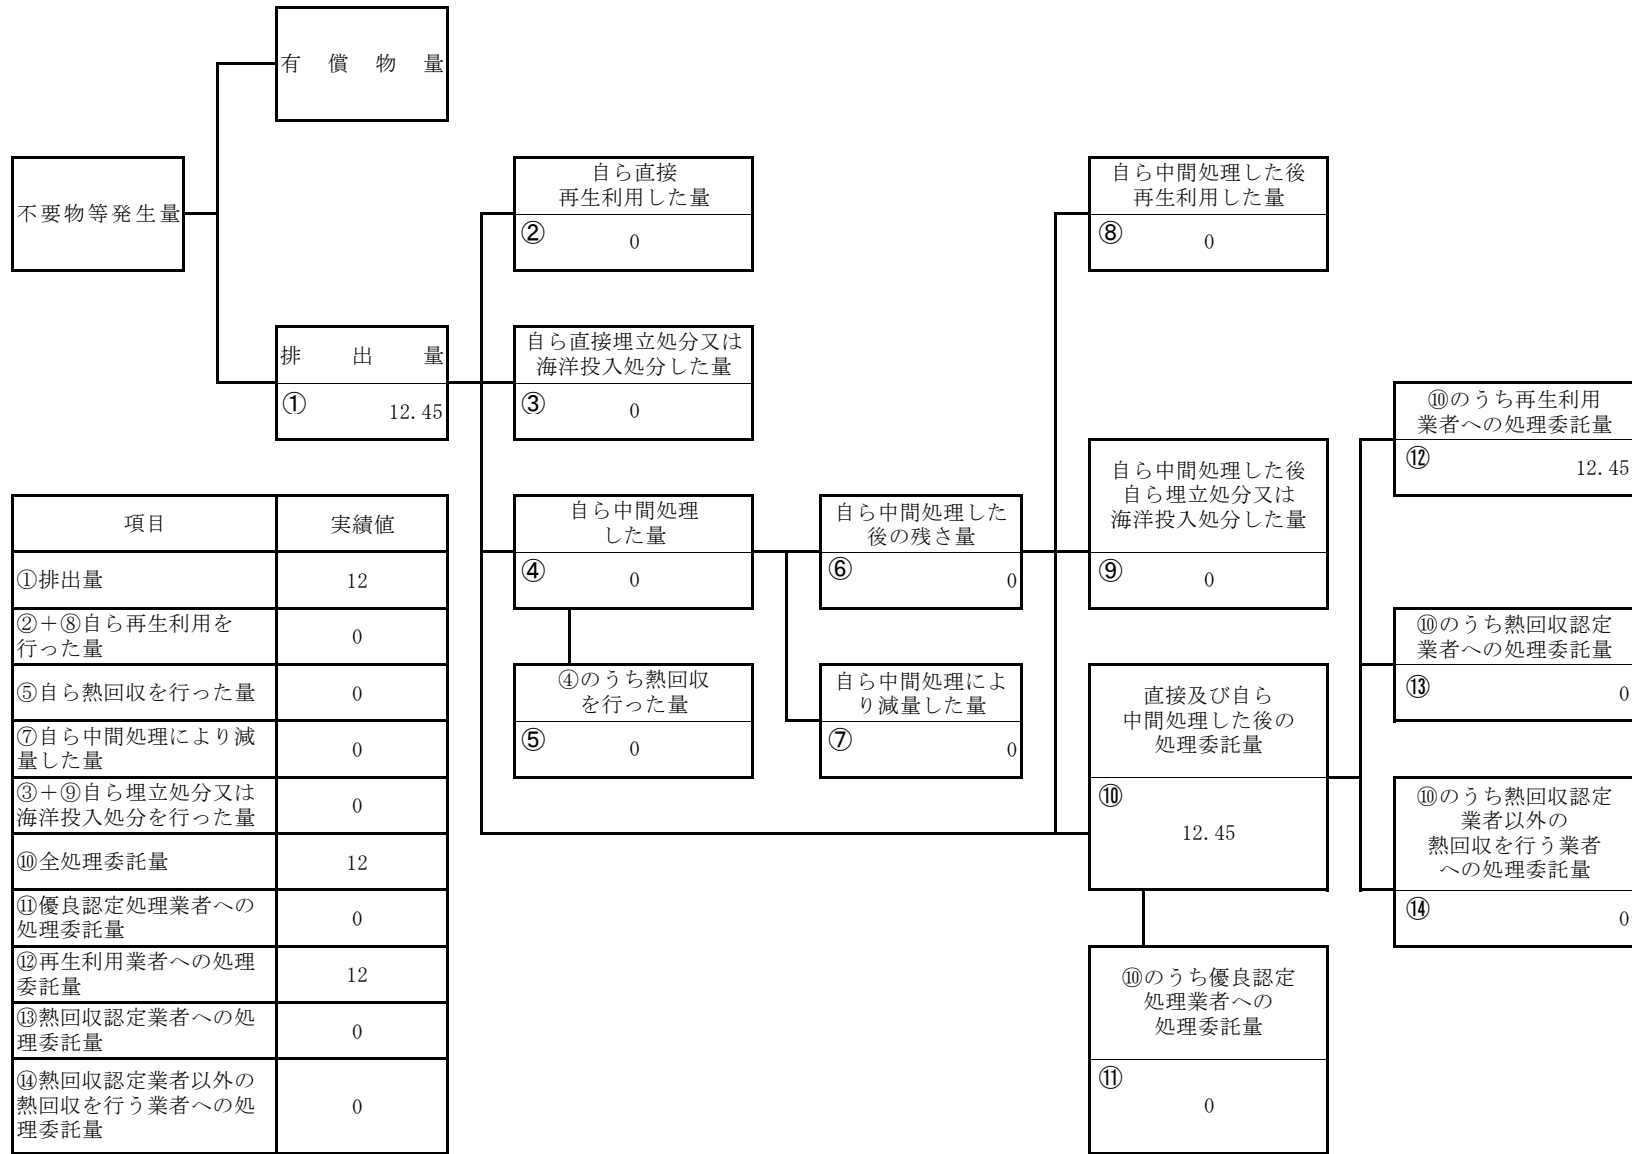 有償物量
不要物等発生量
排出量
① 12.45
自ら直接
再生利用した量
② 0
自ら直接埋立処分又は
海洋投入処分した量
③ 0
自ら中間処理
した量
④ 0
④のうち熱回収
を行った量
⑤ 0
自ら中間処理した
後の残さ量
⑥ 0
自ら中間処理によ
り減量した量
⑦ 0
自ら中間処理した後
再生利用した量
⑧ 0
自ら中間処理した後
自ら埋立処分又は
海洋投入処分した量
⑨ 0
直接及び自ら
中間処理した後の
処理委託量
⑩
12.45
⑩のうち優良認定
処理業者への
処理委託量
⑪
0
⑩のうち再生利用
業者への処理委託量
⑫ 12.45
⑩のうち熱回収認定
業者への処理委託量
⑬ 0
⑩のうち熱回収認定
業者以外の
熱回収を行う業者
への処理委託量
⑭ 0
項目 実績値
①排出量 12
②＋⑧自ら再生利用を
行った量 0
⑤自ら熱回収を行った量 0
⑦自ら中間処理により減
量した量 0
③＋⑨自ら埋立処分又は
海洋投入処分を行った量 0
⑩全処理委託量 12
⑪優良認定処理業者への
処理委託量 0
⑫再生利用業者への処理
委託量 12
⑬熱回収認定業者への処
理委託量 0
⑭熱回収認定業者以外の
熱回収を行う業者への処
理委託量 0